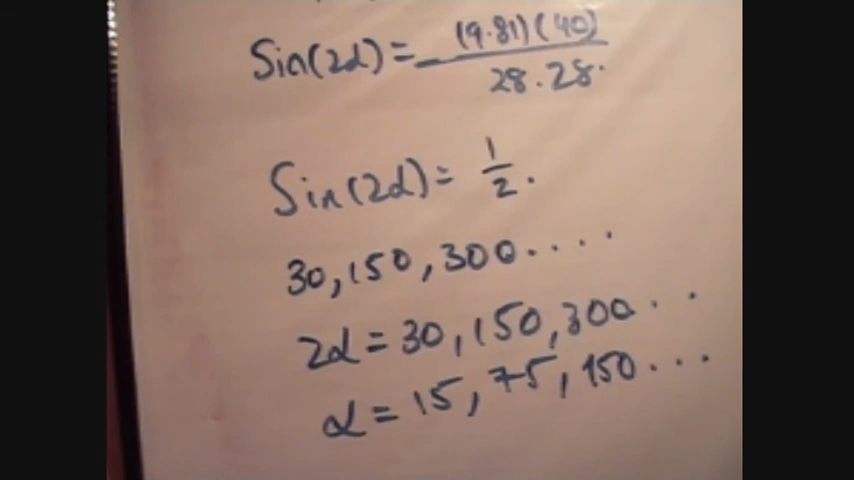 Sin(2α) = (9.81)(40) / 28.28.
Sin(2α) = 1/2.
30, 150, 300....
2α = 30, 150, 300...
α = 15, 75, 150...